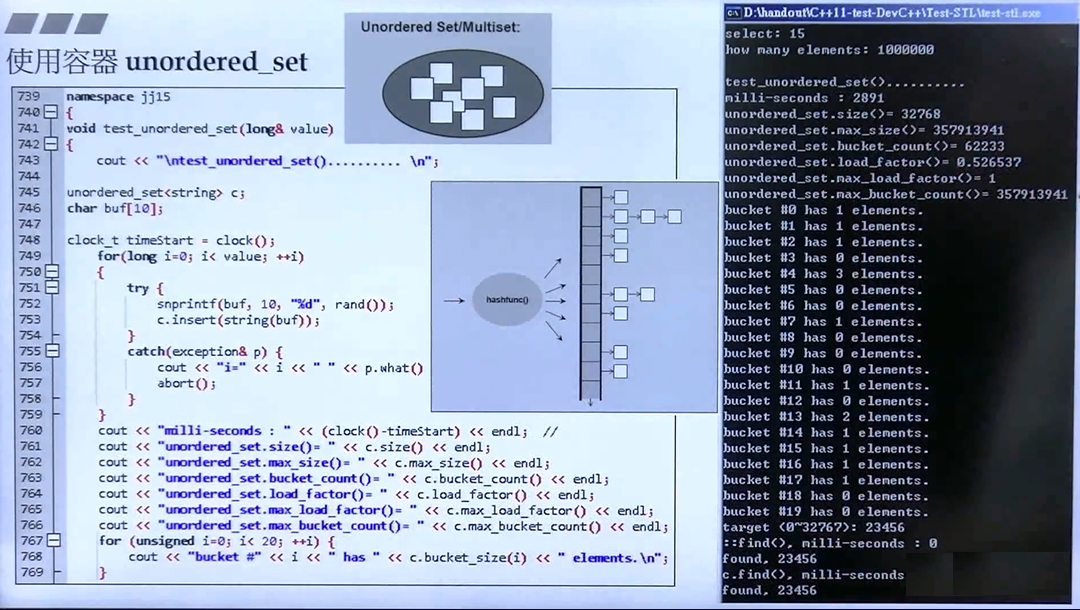 使用容器 unordered_set
Unordered Set/Multiset:
739 namespace jj15
740 {
741 void test_unordered_set(long& value)
742 {
743 cout << "\ntest_unordered_set().......... \n";
744
745 unordered_set<string> c;
746 char buf[10];
747
748 clock_t timeStart = clock();
749 for(long i=0; i< value; ++i)
750 {
751 try {
752 snprintf(buf, 10, "%d", rand());
753 c.insert(string(buf));
754 }
755 catch(exception& p) {
756 cout << "i=" << i << " " << p.what()
757 abort();
758 }
759 }
760 cout << "milli-seconds : " << (clock()-timeStart) << endl; //
761 cout << "unordered_set.size()= " << c.size() << endl;
762 cout << "unordered_set.max_size()= " << c.max_size() << endl;
763 cout << "unordered_set.bucket_count()= " << c.bucket_count() << endl;
764 cout << "unordered_set.load_factor()= " << c.load_factor() << endl;
765 cout << "unordered_set.max_load_factor()= " << c.max_load_factor() << endl;
766 cout << "unordered_set.max_bucket_count()= " << c.max_bucket_count() << endl;
767 for (unsigned i=0; i< 20; ++i) {
768 cout << "bucket #" << i << " has " << c.bucket_size(i) << " elements.\n";
769 }
hashfunc()
D:\handout\C++11-test-DevC++\Test-STL\test-stl.exe
select: 15
how many elements: 1000000
test_unordered_set()..........
milli-seconds : 2891
unordered_set.size()= 32768
unordered_set.max_size()= 357913941
unordered_set.bucket_count()= 62233
unordered_set.load_factor()= 0.526537
unordered_set.max_load_factor()= 1
unordered_set.max_bucket_count()= 357913941
bucket #0 has 1 elements.
bucket #1 has 1 elements.
bucket #2 has 1 elements.
bucket #3 has 0 elements.
bucket #4 has 3 elements.
bucket #5 has 0 elements.
bucket #6 has 0 elements.
bucket #7 has 1 elements.
bucket #8 has 0 elements.
bucket #9 has 0 elements.
bucket #10 has 0 elements.
bucket #11 has 1 elements.
bucket #12 has 0 elements.
bucket #13 has 2 elements.
bucket #14 has 1 elements.
bucket #15 has 1 elements.
bucket #16 has 1 elements.
bucket #17 has 1 elements.
bucket #18 has 0 elements.
bucket #19 has 0 elements.
target (0~32767): 23456
::find(), milli-seconds : 0
found, 23456
c.find(), milli-seconds
found, 23456